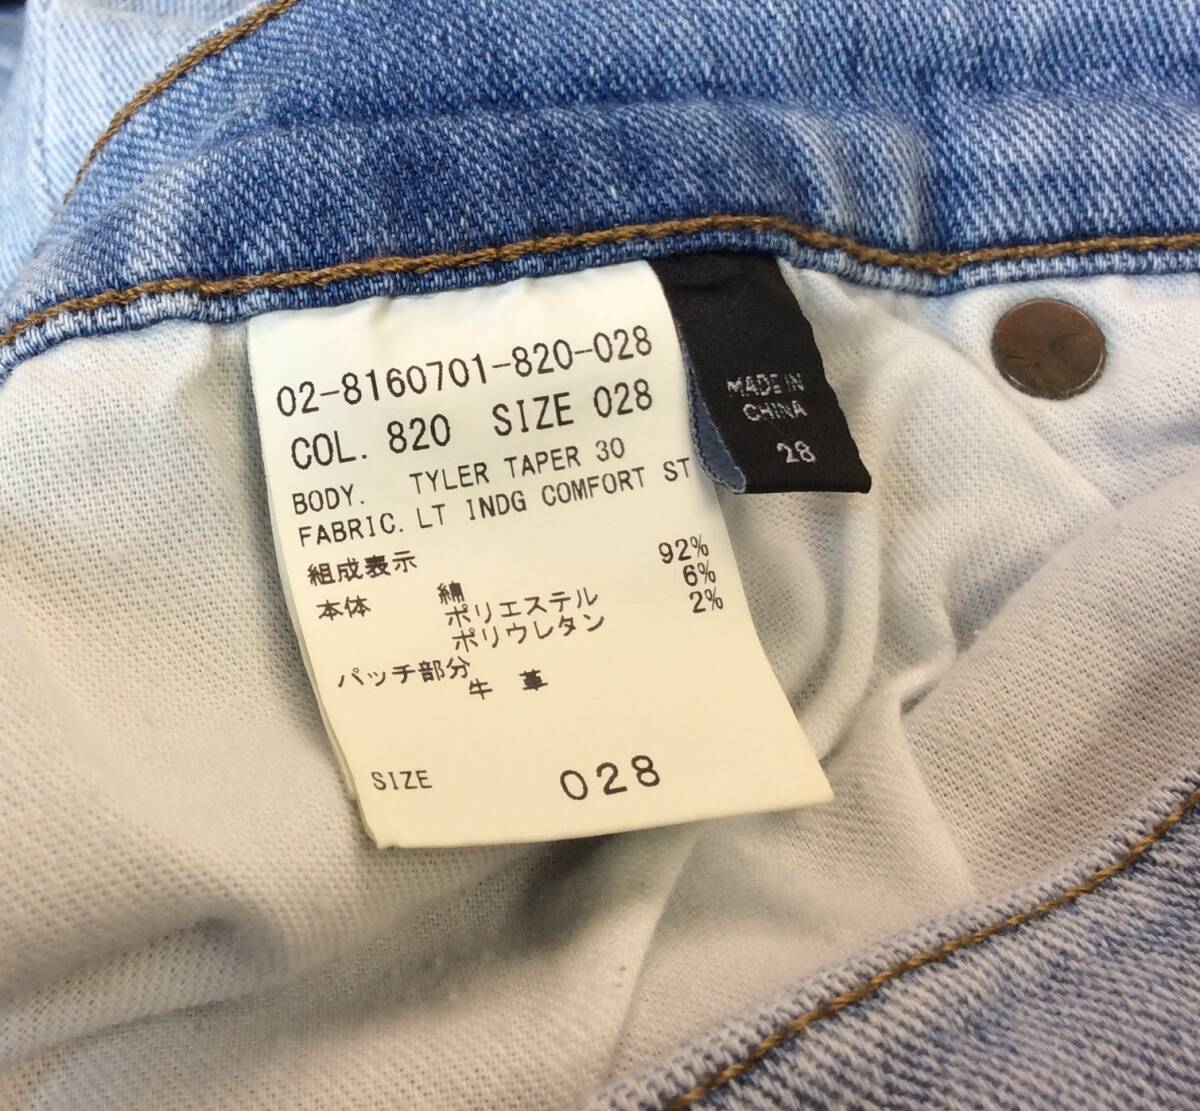 02-8160701-820-028
COL. 820 SIZE 028
BODY. TYLER TAPER 30
FABRIC. LT INDG COMFORT ST
組成表示
本体 綿 92%
ポリエステル 6%
ポリウレタン 2%
パッチ部分
牛 革
SIZE 028
MADE IN
CHINA
28